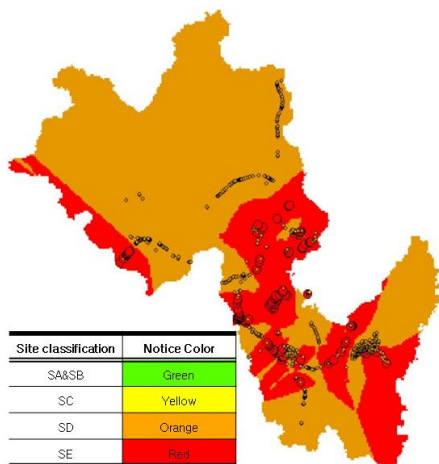 Site classification Notice Color
SA&SB Green
SC Yellow
SD Orange
SE Red